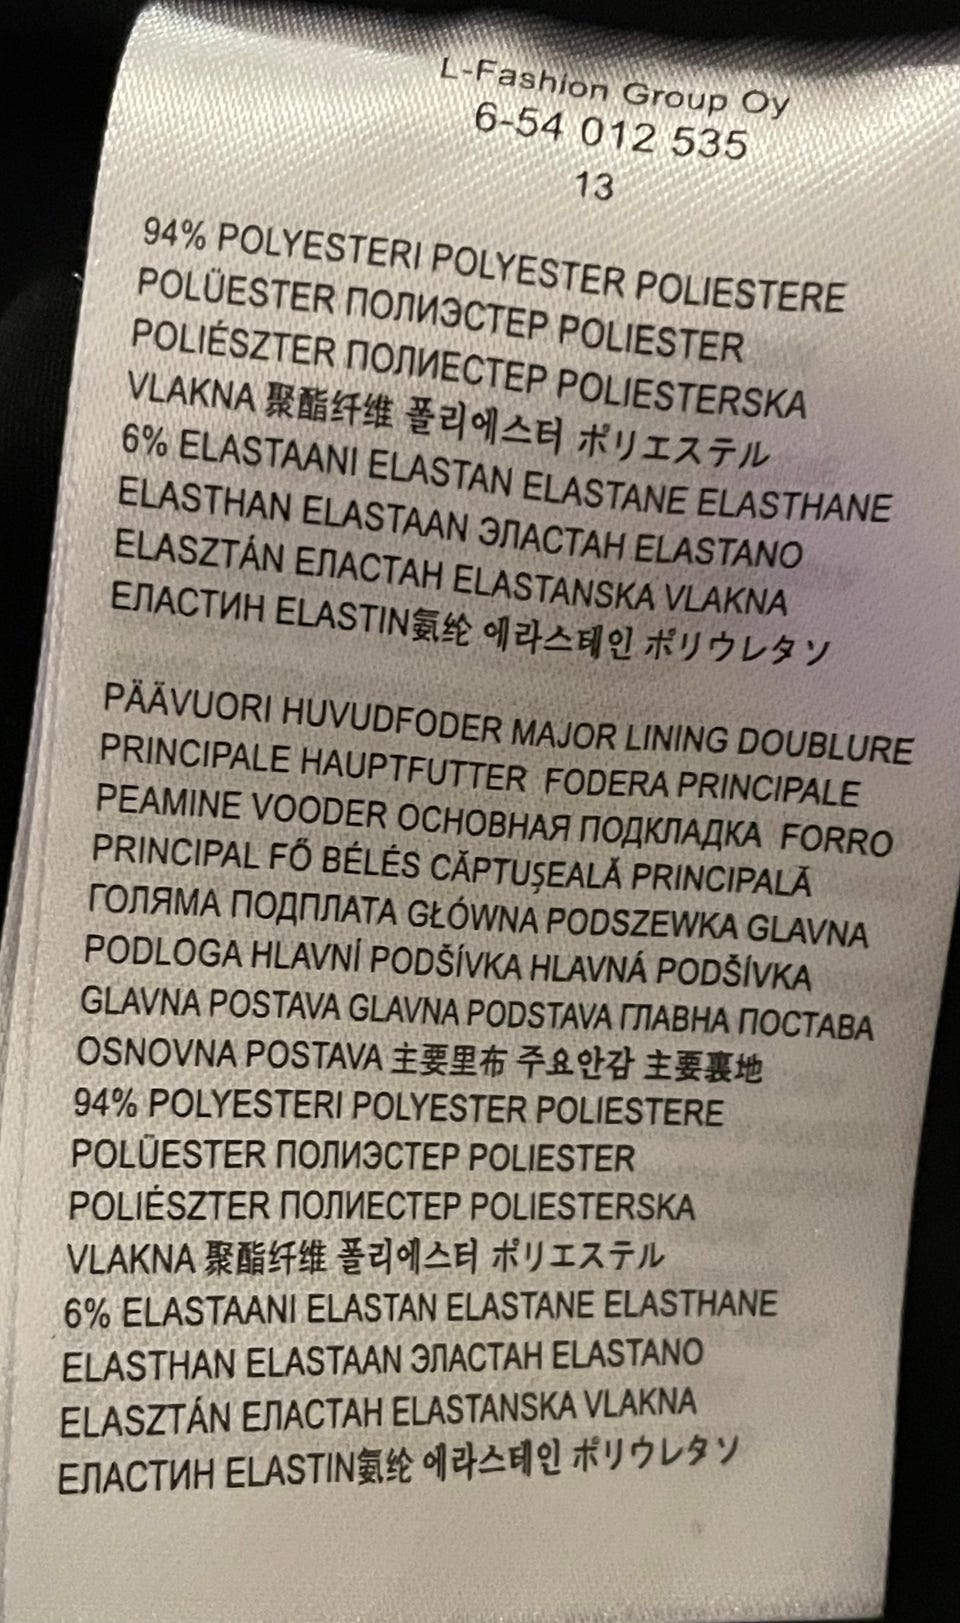 L-Fashion Group Oy
6-54 012 535
13
94% POLYESTERI POLYESTER POLIESTERE
POLÜESTER ПОЛИЭСТЕР POLIESTER
POLIÉSZTER ПОЛИЕСТЕР POLIESTERSKA
VLAKNA 聚酯纤维 폴리에스터 ポリエステル
6% ELASTAANI ELASTAN ELASTANE ELASTHANE
ELASTHAN ELASTAAN ЭЛАСТАН ELASTANO
ELASZTÁN ЕЛАСТАН ELASTANSKA VLAKNA
ЕЛАСТИН ELASTIN氨纶 에라스테인 ポリウレタソ
PÄÄVUORI HUVUDFODER MAJOR LINING DOUBLURE
PRINCIPALE HAUPTFUTTER FODERA PRINCIPALE
PEAMINE VOODER ОСНОВНАЯ ПОДКЛАДКА FORRO
PRINCIPAL FŐ BÉLÉS CĂPTUȘEALĂ PRINCIPALĂ
ГОЛЯМА ПОДПЛАТА GŁÓWNA PODSZEWKA GLAVNA
PODLOGA HLAVNÍ PODŠÍVKA HLAVNÁ PODŠÍVKA
GLAVNA POSTAVA GLAVNA PODSTAVA ГЛАВНА ПОСТАВА
OSNOVNA POSTAVA 主要里布 주요안감 主要裏地
94% POLYESTERI POLYESTER POLIESTERE
POLÜESTER ПОЛИЭСТЕР POLIESTER
POLIÉSZTER ПОЛИЕСТЕР POLIESTERSKA
VLAKNA 聚酯纤维 폴리에스터 ポリエステル
6% ELASTAANI ELASTAN ELASTANE ELASTHANE
ELASTHAN ELASTAAN ЭЛАСТАН ELASTANO
ELASZTÁN ЕЛАСТАН ELASTANSKA VLAKNA
ЕЛАСТИН ELASTIN氨纶 에라스테인 ポリウレタソ